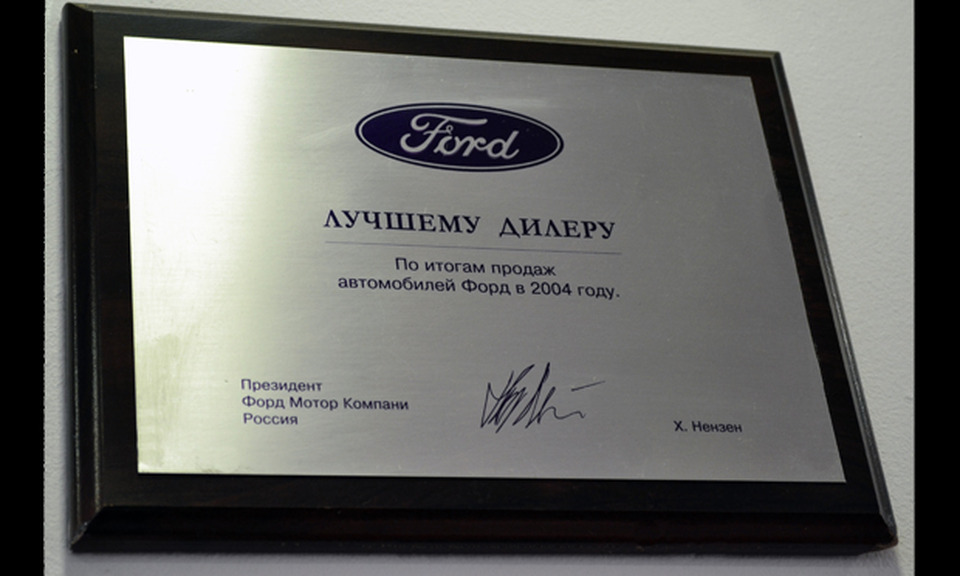 Ford
ЛУЧШЕМУ ДИЛЕРУ
По итогам продаж
автомобилей Форд в 2004 году.
Президент
Форд Мотор Компани
Россия
Х. Нензен